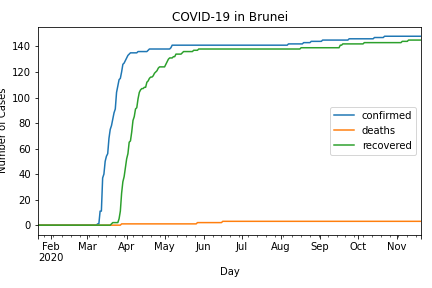 COVID-19 in Brunei
Number of Cases
140
120
100
80
60
40
20
0
confirmed
deaths
recovered
Feb Mar Apr May Jun Jul Aug Sep Oct Nov
2020
Day